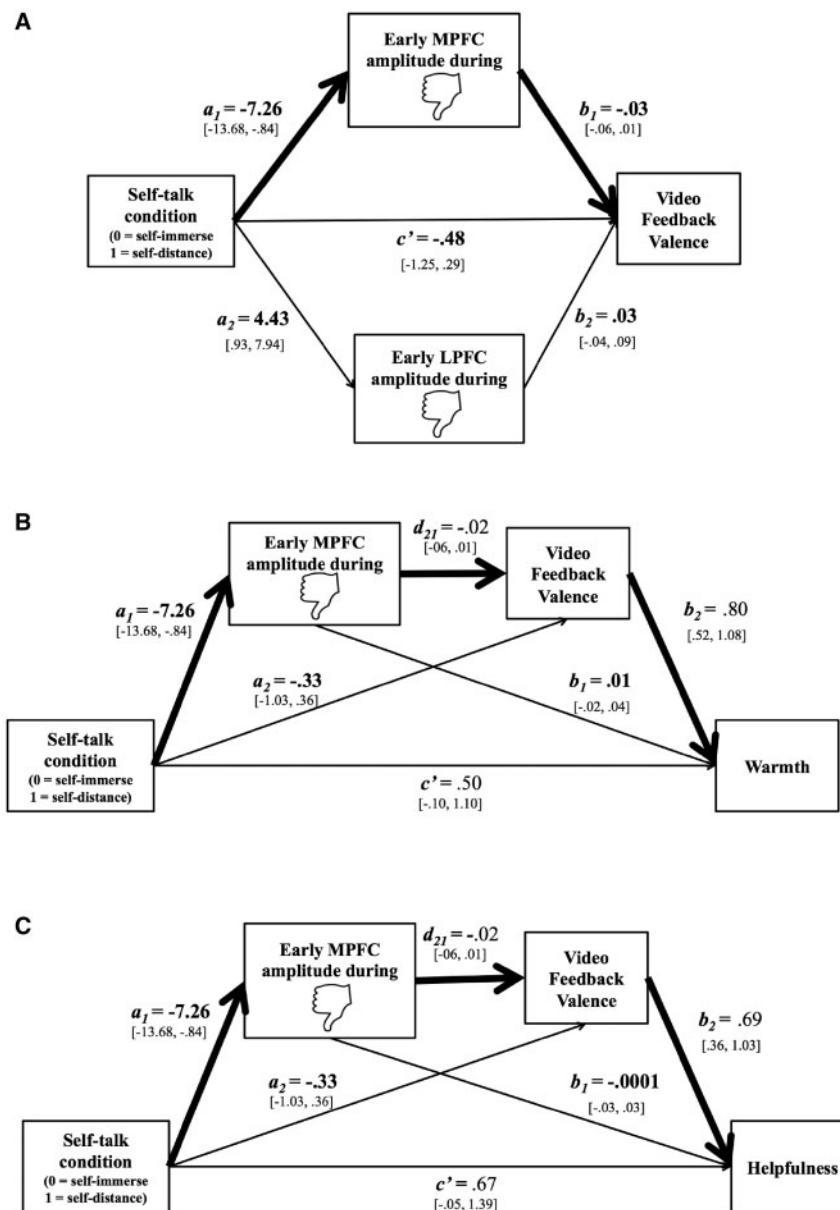 A
Early MPFC
amplitude during
a1 = -7.26
[-13.68, -.84]
b1 = -.03
[-.06, .01]
Self-talk
condition
(0 = self-immerse
1 = self-distance)
Video
Feedback
Valence
c' = -.48
[-1.25, .29]
a2 = 4.43
[.93, 7.94]
b2 = .03
[-.04, .09]
Early LPFC
amplitude during
B
Early MPFC
amplitude during
d21 = -.02
[-06, .01]
Video
Feedback
Valence
a1 = -7.26
[-13.68, -.84]
b2 = .80
[.52, 1.08]
a2 = -.33
[-1.03, .36]
b1 = .01
[-.02, .04]
Self-talk
condition
(0 = self-immerse
1 = self-distance)
Warmth
c' = .50
[-.10, 1.10]
C
Early MPFC
amplitude during
d21 = -.02
[-06, .01]
Video
Feedback
Valence
a1 = -7.26
[-13.68, -.84]
b2 = .69
[.36, 1.03]
a2 = -.33
[-1.03, .36]
b1 = -.0001
[-.03, .03]
Self-talk
condition
(0 = self-immerse
1 = self-distance)
Helpfulness
c' = .67
[-.05, 1.39]